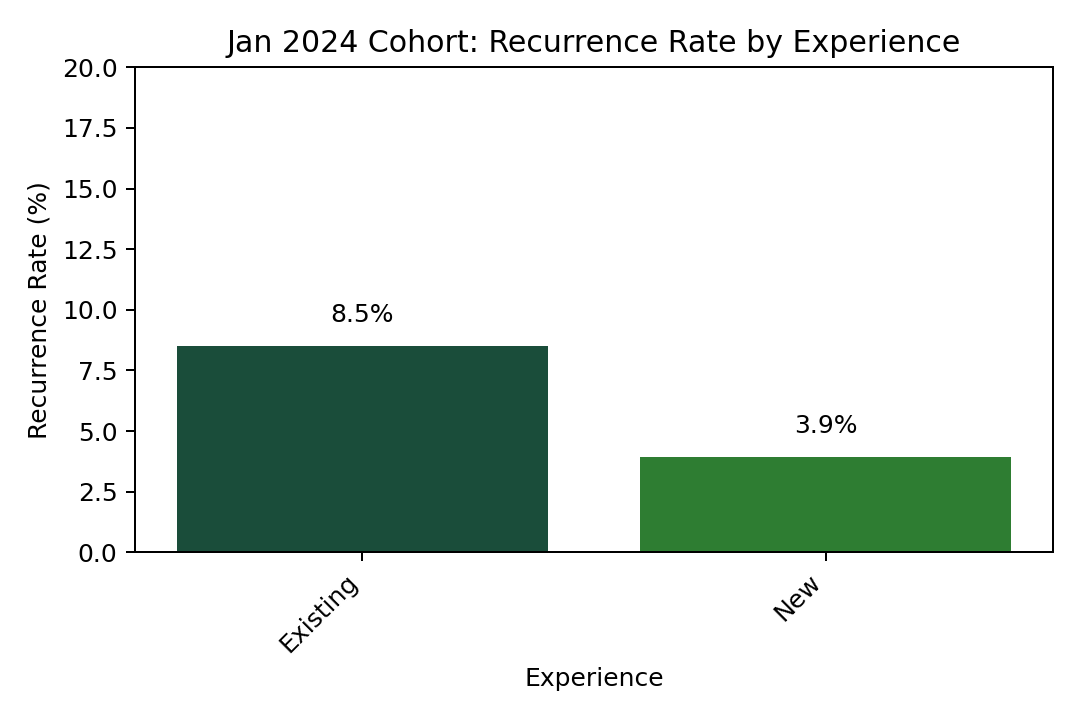 Jan 2024 Cohort: Recurrence Rate by Experience
Recurrence Rate (%)
20.0
17.5
15.0
12.5
10.0
7.5
5.0
2.5
0.0
8.5%
3.9%
Existing
New
Experience